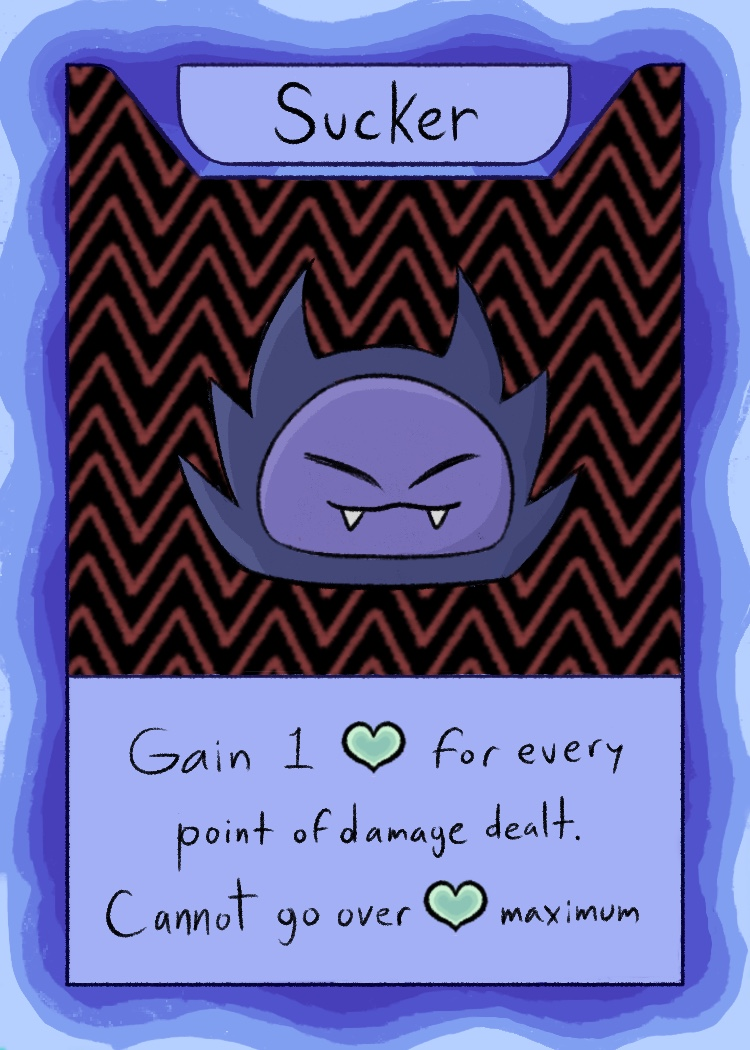 Sucker
Gain 1 for every
point of damage dealt.
Cannot go over maximum